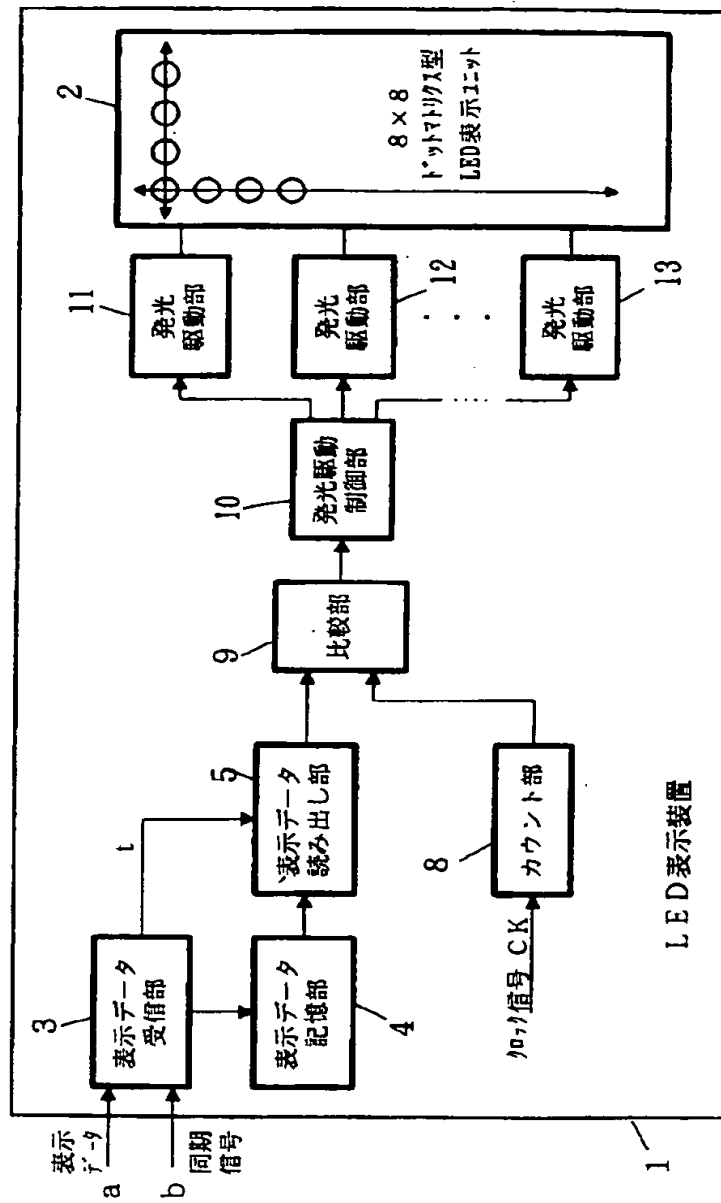 表示
データ
a
b
同期
信号
1
3
表示データ
受信部
t
表示データ
記憶部
4
5
表示データ
読み出し部
クロック信号 CK
8
カウント部
9
比較部
10
発光駆動
制御部
11
発光
駆動部
12
発光
駆動部
13
発光
駆動部
2
8×8
ドットマトリクス型
LED表示ユニット
LED表示装置